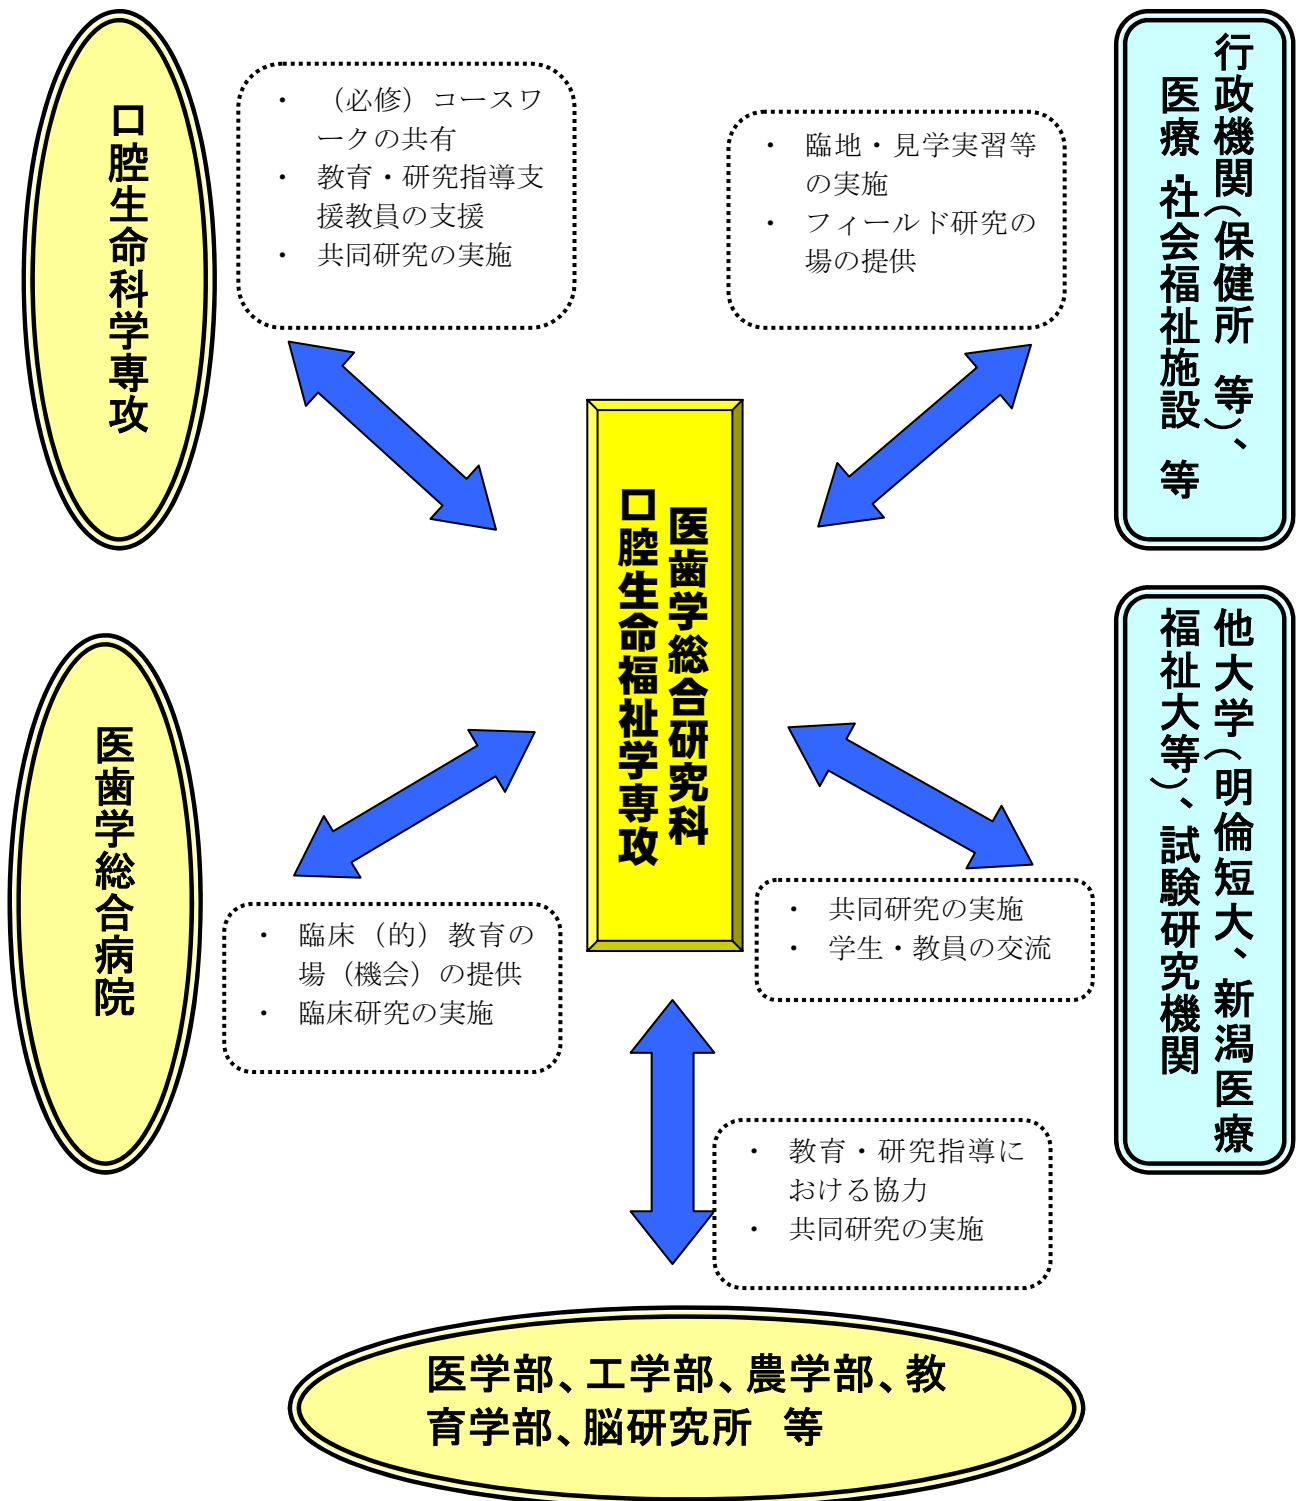 口腔生命科学専攻
・ （必修）コースワ
ークの共有
・ 教育・研究指導支
援教員の支援
・ 共同研究の実施
・ 臨地・見学実習等
の実施
・ フィールド研究の
場の提供
行政機関（保健所　等）、
医療・社会福祉施設　等
医歯学総合研究科
口腔生命福祉学専攻
医歯学総合病院
・ 臨床（的）教育の
場（機会）の提供
・ 臨床研究の実施
・ 共同研究の実施
・ 学生・教員の交流
他大学（明倫短大、新潟医療
福祉大等）、試験研究機関
・ 教育・研究指導に
おける協力
・ 共同研究の実施
医学部、工学部、農学部、教
育学部、脳研究所　等